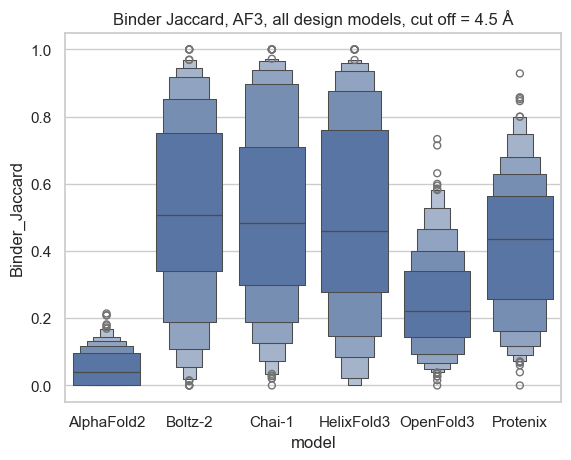 Binder Jaccard, AF3, all design models, cut off = 4.5 Å
1.0
0.8
0.6
0.4
0.2
0.0
Binder_Jaccard
AlphaFold2 Boltz-2 Chai-1 HelixFold3 OpenFold3 Protenix
model